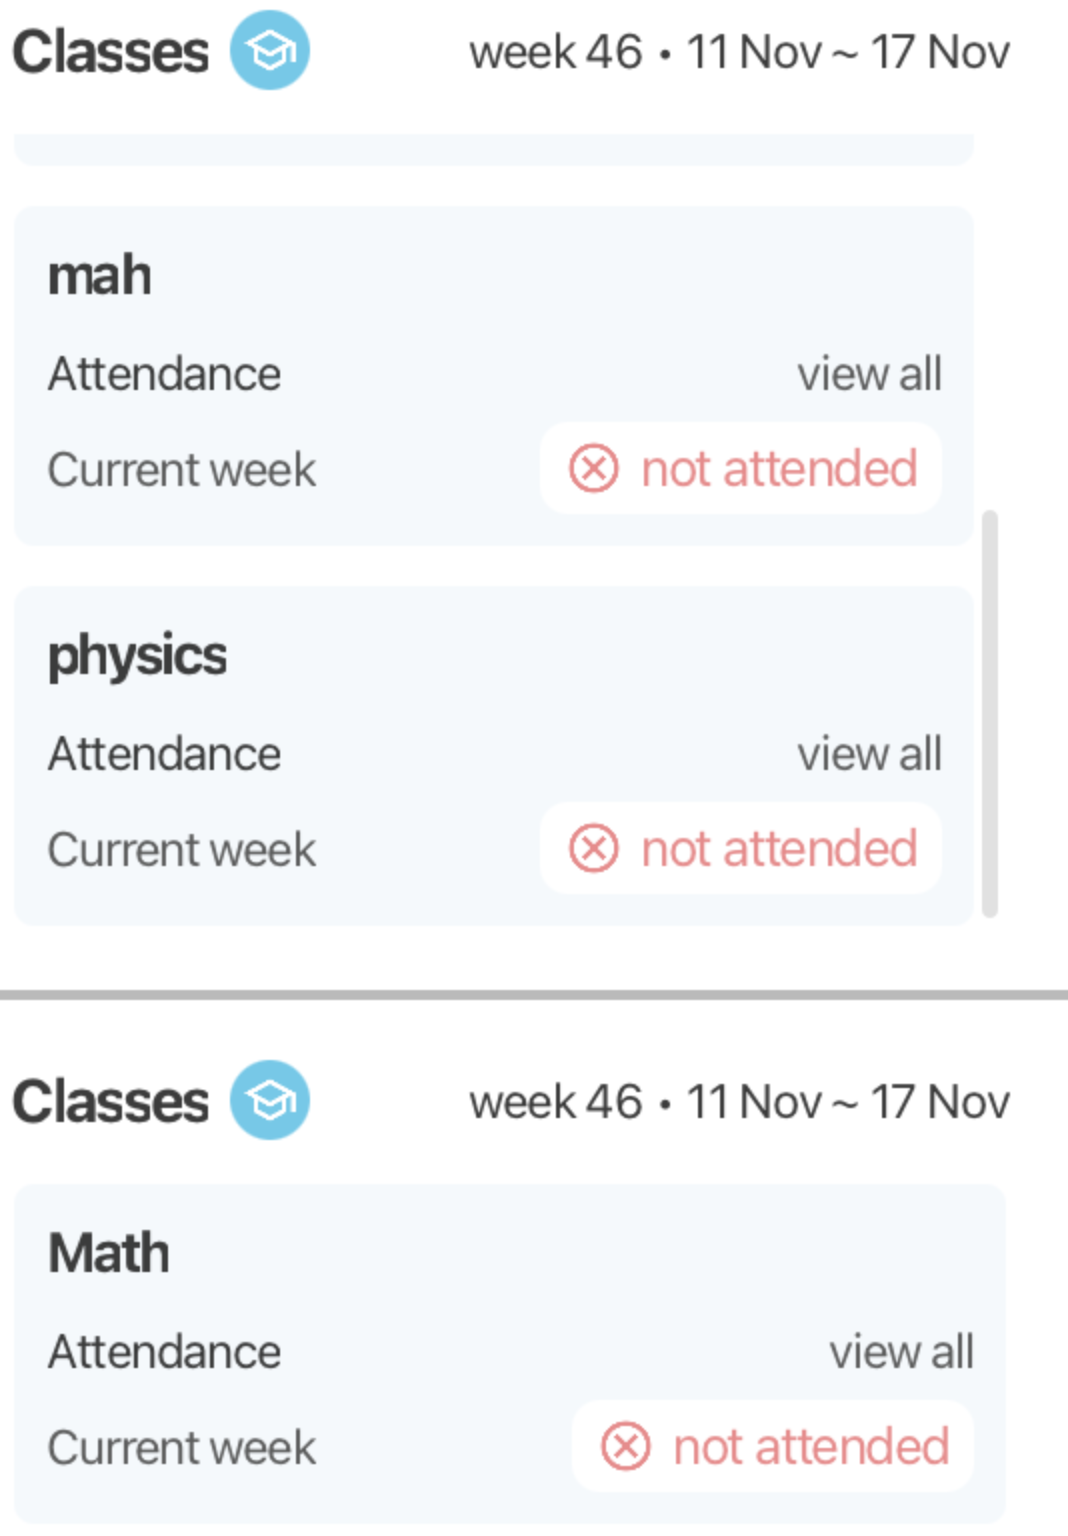 Classes week 46 • 11 Nov ~ 17 Nov
mah
Attendance view all
Current week not attended
physics
Attendance view all
Current week not attended
Classes week 46 • 11 Nov ~ 17 Nov
Math
Attendance view all
Current week not attended